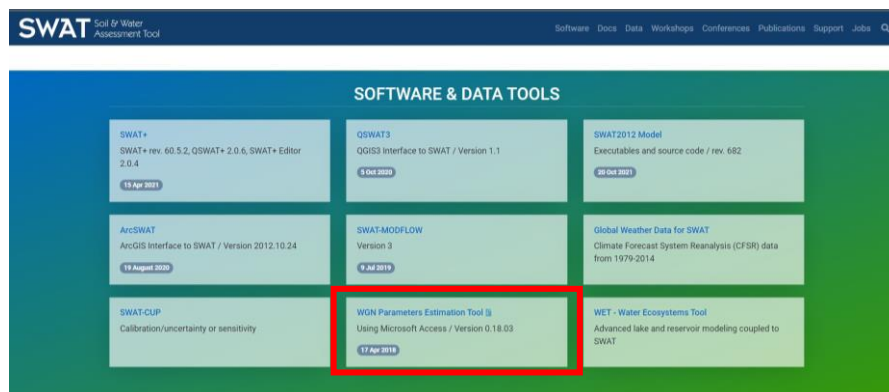 SWAT Soil & Water
Assessment Tool
Software Docs Data Workshops Conferences Publications Support Jobs
SOFTWARE & DATA TOOLS
SWAT+
SWAT+ rev. 60.5.2, QSWAT+ 2.0.6, SWAT+ Editor
2.0.4
15 Apr 2021
QSWAT3
QGIS3 Interface to SWAT / Version 1.1
5 Oct 2020
SWAT2012 Model
Executables and source code / rev. 682
20 Oct 2021
ArcSWAT
ArcGIS Interface to SWAT / Version 2012.10.24
19 August 2020
SWAT-MODFLOW
Version 3
9 Jul 2019
Global Weather Data for SWAT
Climate Forecast System Reanalysis (CFSR) data
from 1979-2014
SWAT-CUP
Calibration/uncertainty or sensitivity
WGN Parameters Estimation Tool
Using Microsoft Access / Version 0.18.03
17 Apr 2018
WET - Water Ecosystems Tool
Advanced lake and reservoir modeling coupled to
SWAT